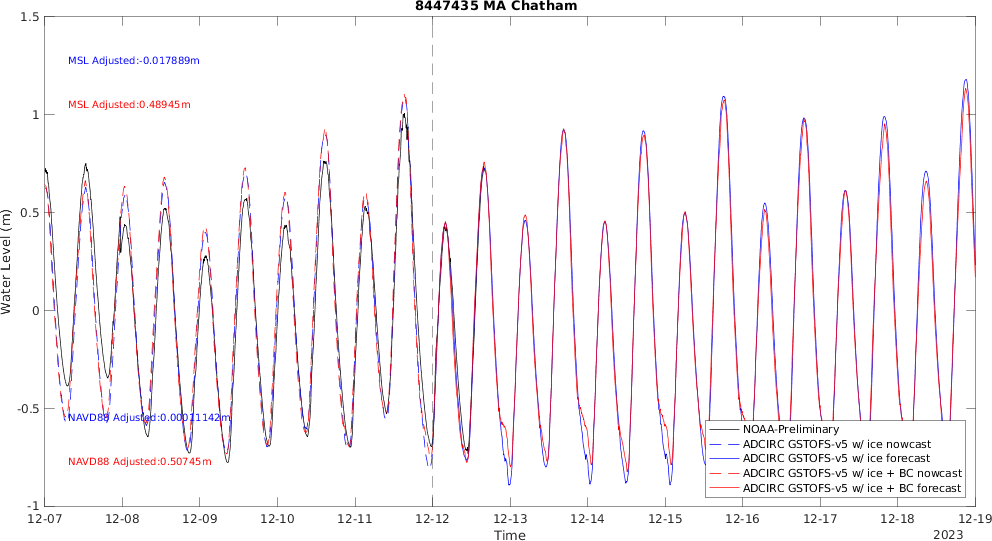 8447435 MA Chatham
1.5
MSL Adjusted:-0.017889m
MSL Adjusted:0.48945m
1
0.5
Water Level (m)
0
-0.5
NAVD88 Adjusted:0.00011142m
NAVD88 Adjusted:0.50745m
-1
NOAA-Preliminary
ADCIRC GSTOFS-v5 w/ ice nowcast
ADCIRC GSTOFS-v5 w/ ice forecast
ADCIRC GSTOFS-v5 w/ ice + BC nowcast
ADCIRC GSTOFS-v5 w/ ice + BC forecast
12-07 12-08 12-09 12-10 12-11 12-12 12-13 12-14 12-15 12-16 12-17 12-18 12-19
Time
2023